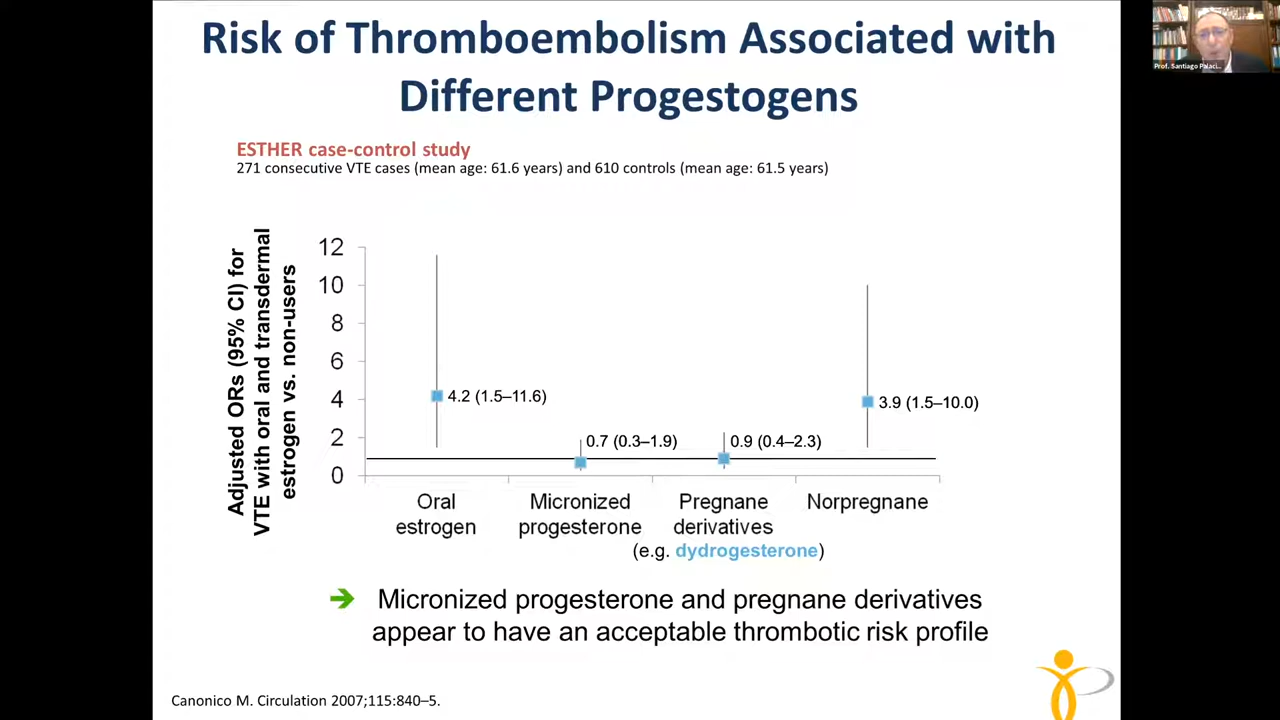 Risk of Thromboembolism Associated with
Different Progestogens
Prof. Santiago Palaci...
ESTHER case-control study
271 consecutive VTE cases (mean age: 61.6 years) and 610 controls (mean age: 61.5 years)
Adjusted ORs (95% CI) for
VTE with oral and transdermal
estrogen vs. non-users
12
10
8
6
4
2
0
4.2 (1.5–11.6)
0.7 (0.3–1.9)
0.9 (0.4–2.3)
3.9 (1.5–10.0)
Oral
estrogen
Micronized
progesterone
Pregnane
derivatives
(e.g. dydrogesterone)
Norpregnane
Micronized progesterone and pregnane derivatives
appear to have an acceptable thrombotic risk profile
Canonico M. Circulation 2007;115:840–5.